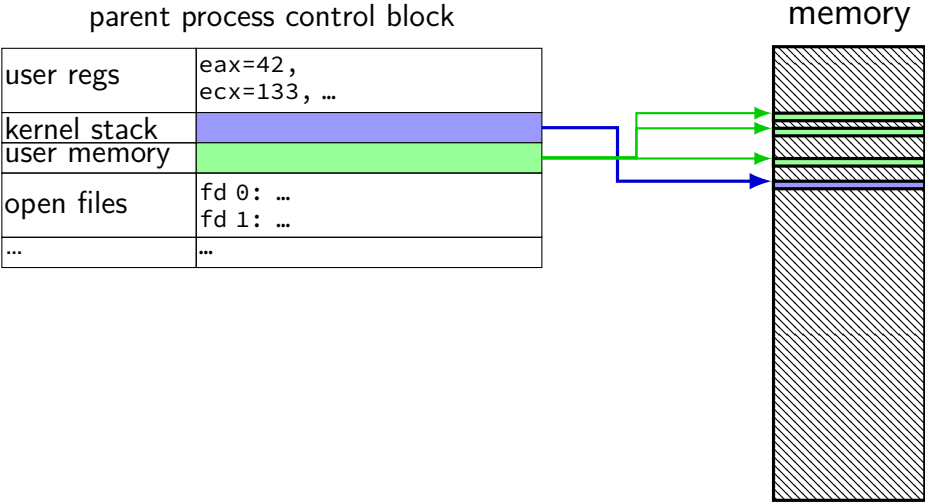 parent process control block
memory
user regs
eax=42,
ecx=133, …
kernel stack
user memory
open files
fd 0: …
fd 1: …
… …